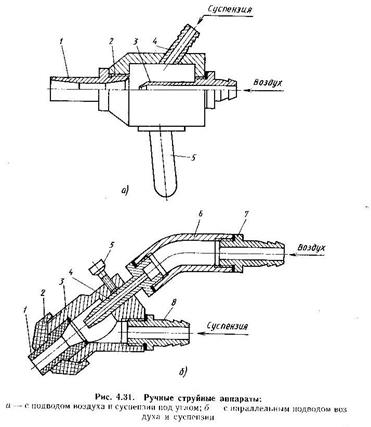 Суспензия
1
2
3
4
Воздух
5
а)
6
7
5
Воздух
4
3
2
1
8
Суспензия
б)
Рис. 4.31. Ручные струйные аппараты:
а — с подводом воздуха и суспензии под углом; б — с параллельным подводом воз
духа и суспензии